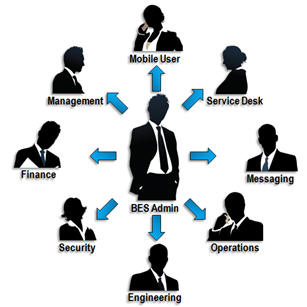 Mobile User
Management
Service Desk
Finance
Messaging
BES Admin
Security
Operations
Engineering